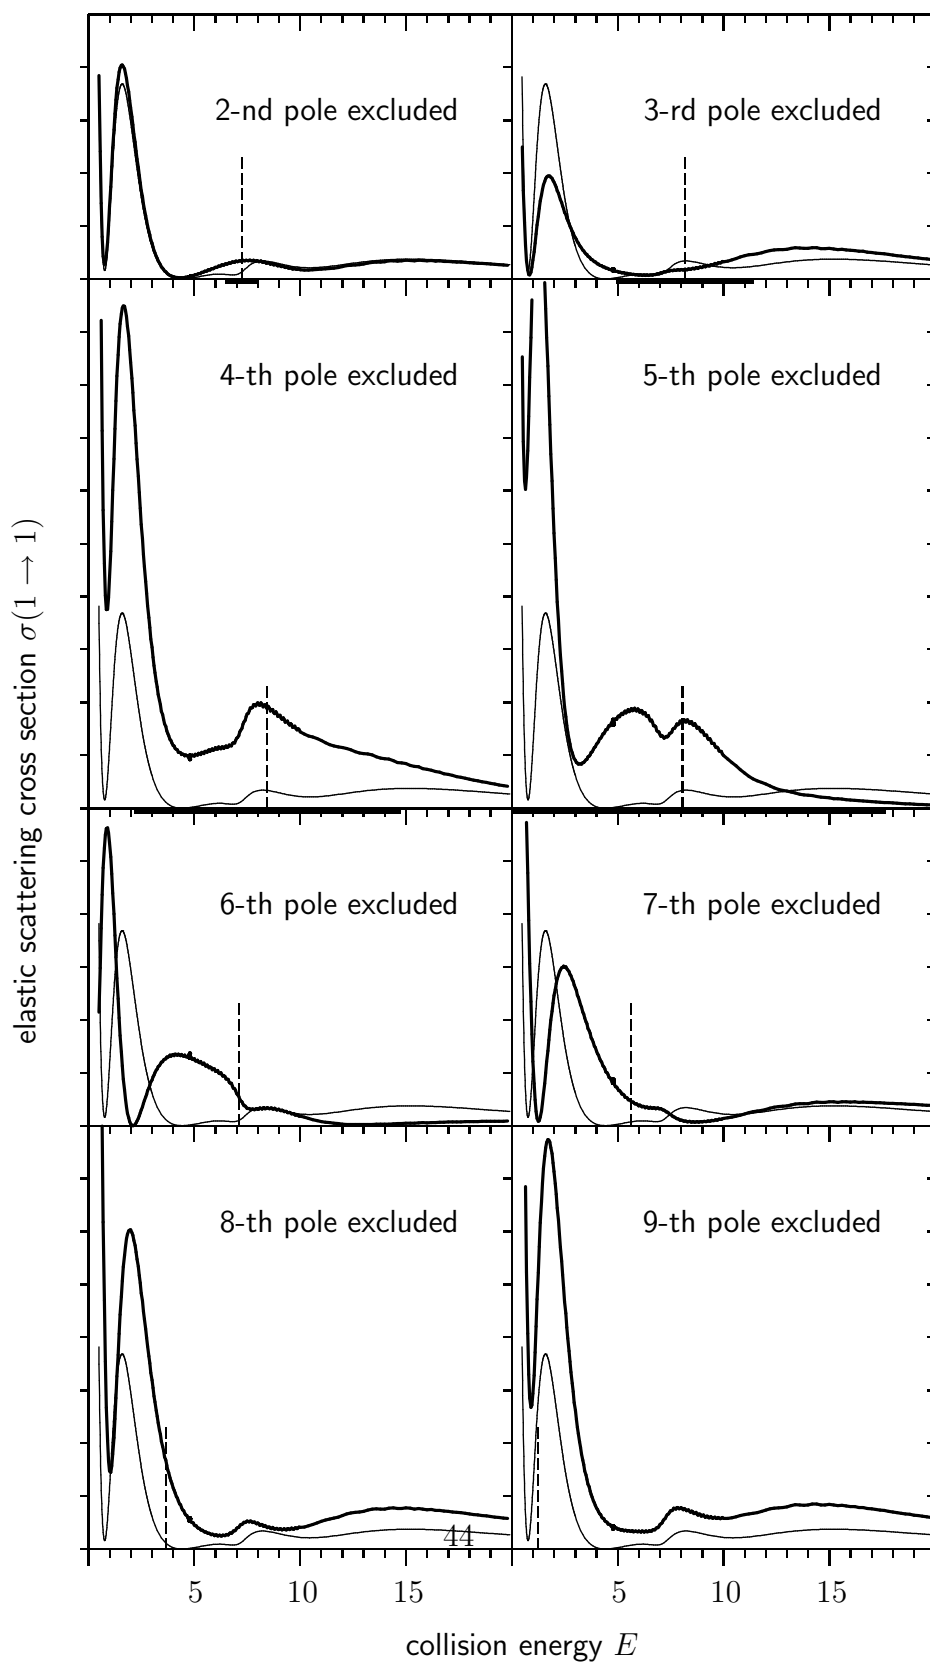 2-nd pole excluded
3-rd pole excluded
4-th pole excluded
5-th pole excluded
elastic scattering cross section σ(1 → 1)
6-th pole excluded
7-th pole excluded
8-th pole excluded
9-th pole excluded
44
5 10 15 5 10 15
collision energy E